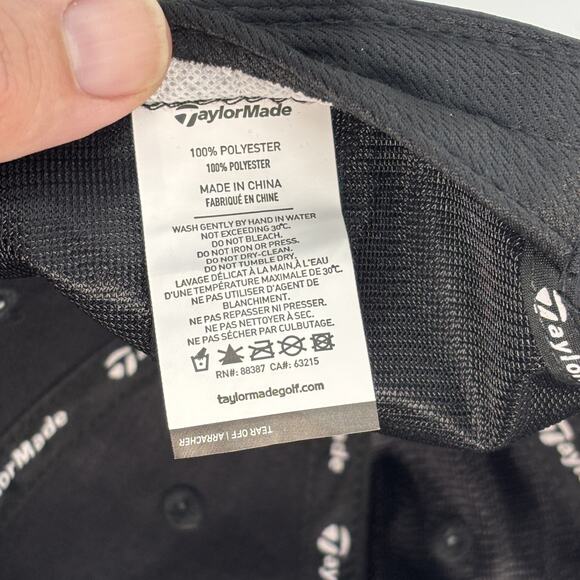 TaylorMade
100% POLYESTER
100% POLYESTER
MADE IN CHINA
FABRIQUÉ EN CHINE
WASH GENTLY BY HAND IN WATER
NOT EXCEEDING 30°C.
DO NOT BLEACH.
DO NOT IRON OR PRESS.
DO NOT DRY-CLEAN.
DO NOT TUMBLE DRY.
LAVAGE DÉLICAT À LA MAIN, À L'EAU
D'UNE TEMPÉRATURE MAXIMALE DE 30°C.
NE PAS UTILISER D'AGENT DE
BLANCHIMENT.
NE PAS REPASSER NI PRESSER.
NE PAS NETTOYER À SEC.
NE PAS SÉCHER PAR CULBUTAGE.
RN#: 88387 CA#: 63215
taylormadegolf.com
TEAR OFF | ARRACHER
Taylo
aylorMade